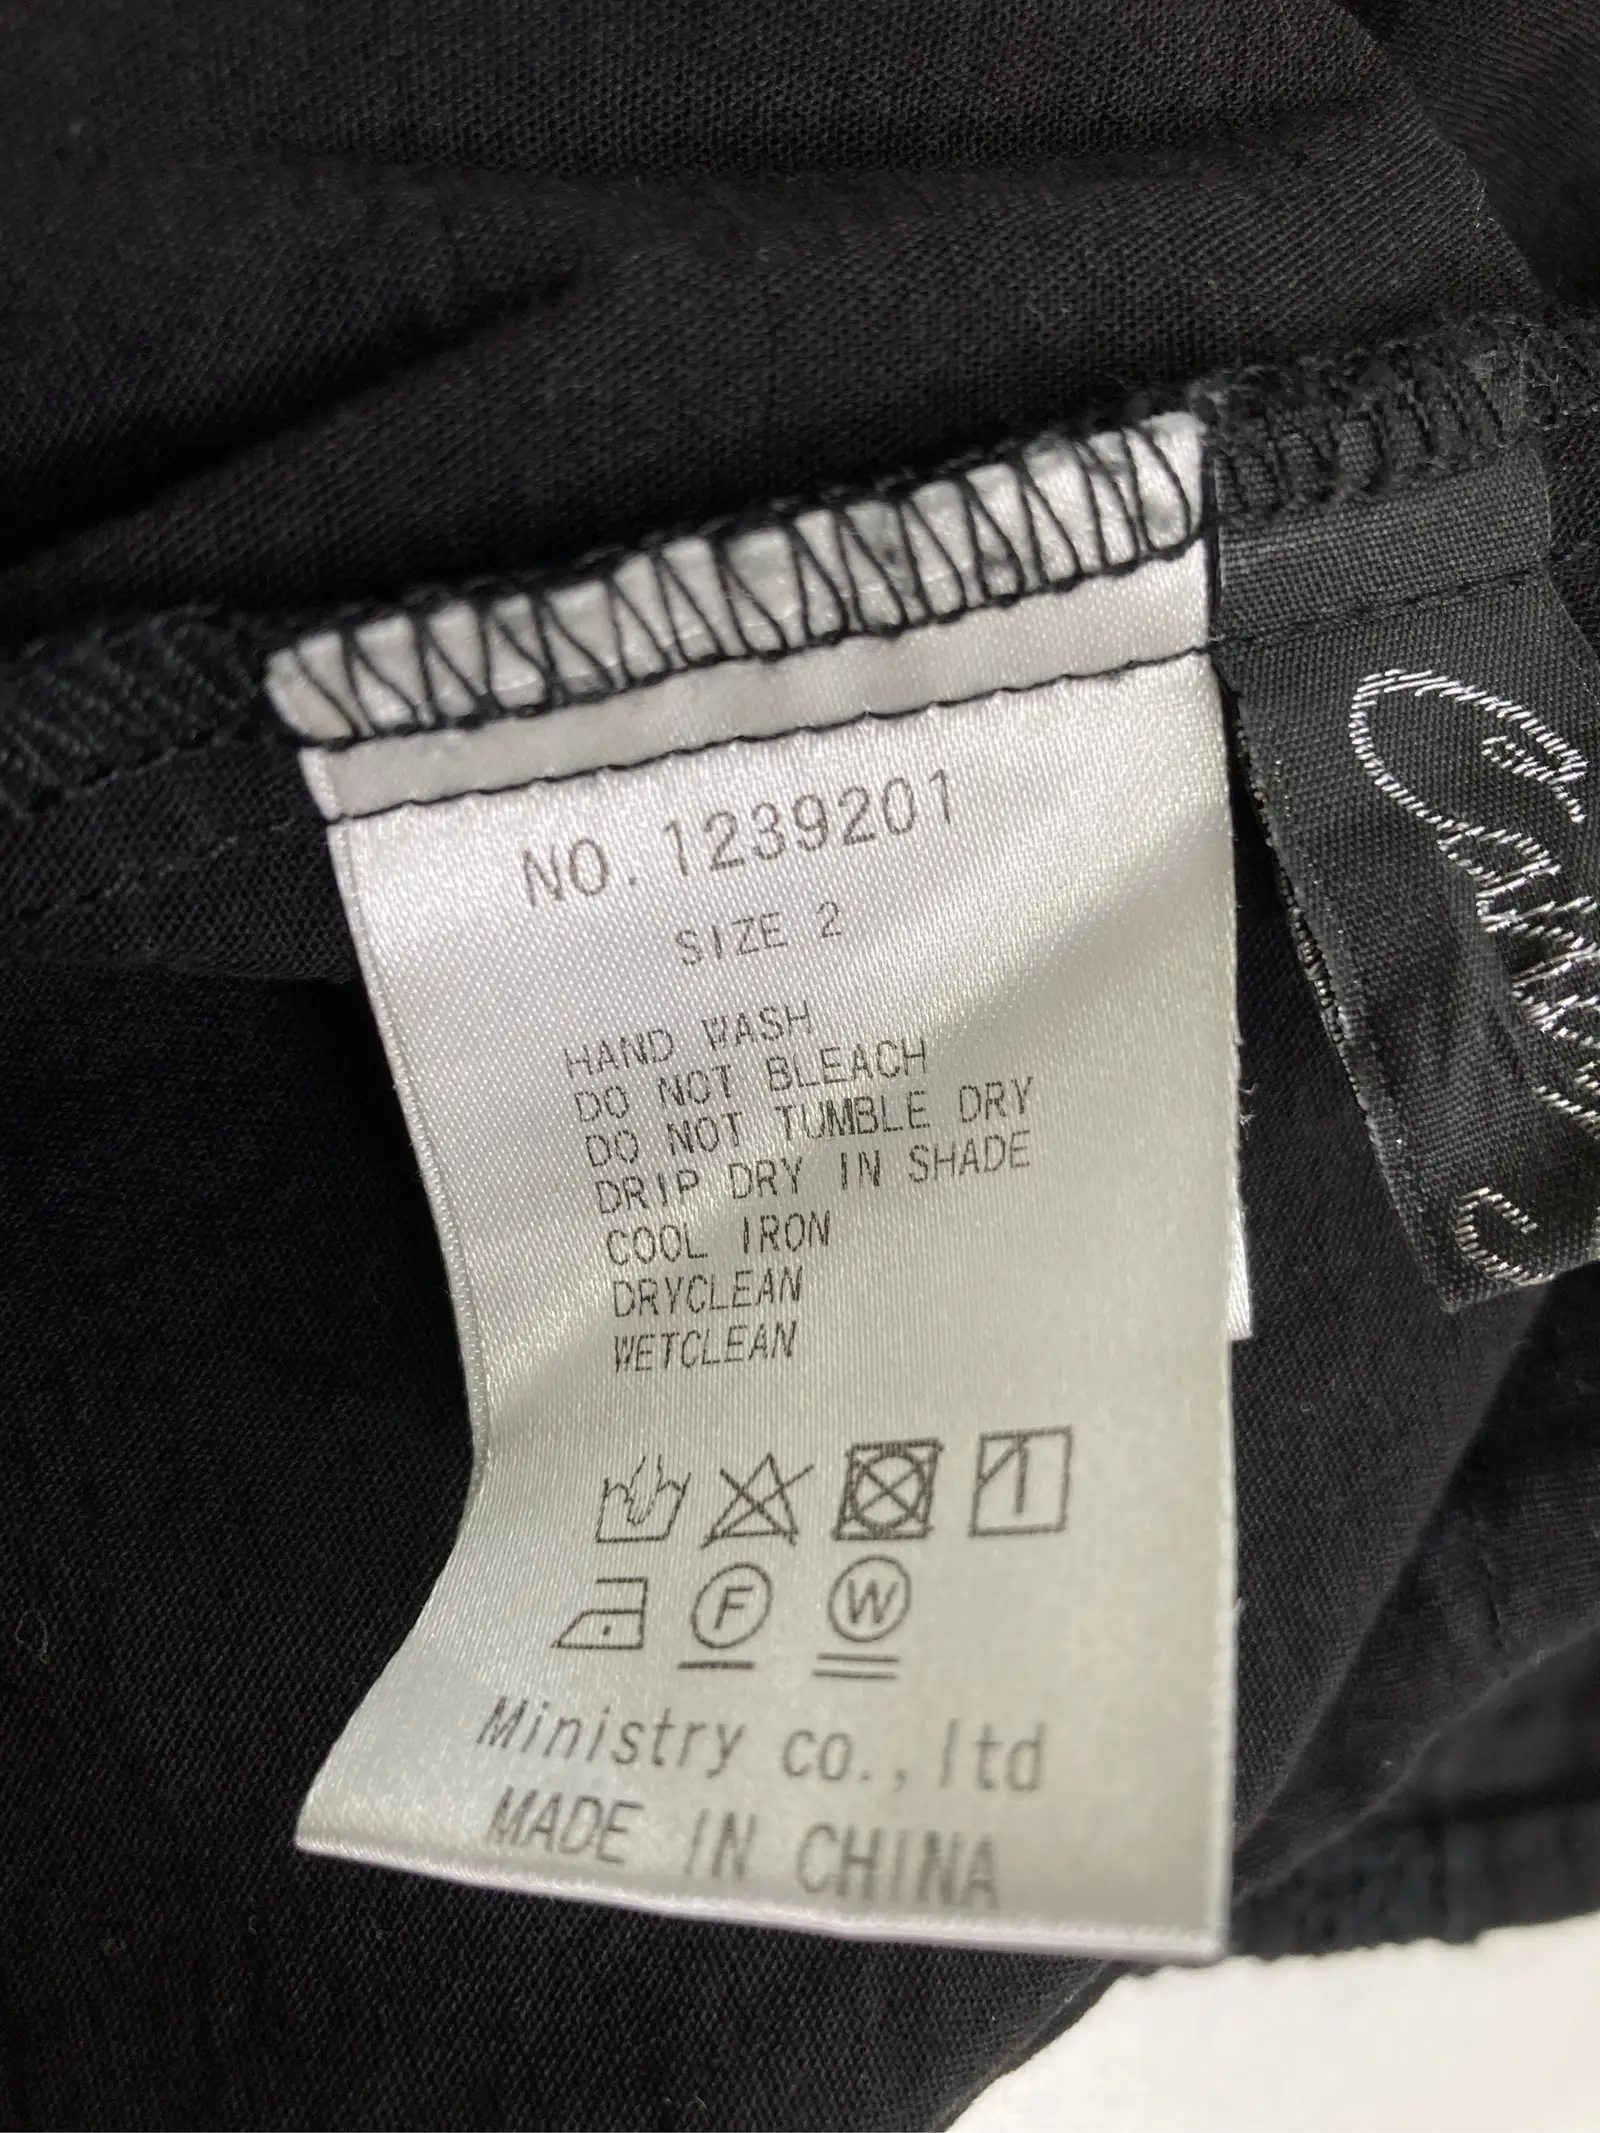 NO. 1239201
SIZE 2
HAND WASH
DO NOT BLEACH
DO NOT TUMBLE DRY
DRIP DRY IN SHADE
COOL IRON
DRYCLEAN
WETCLEAN
F W
Ministry co.,ltd
MADE IN CHINA